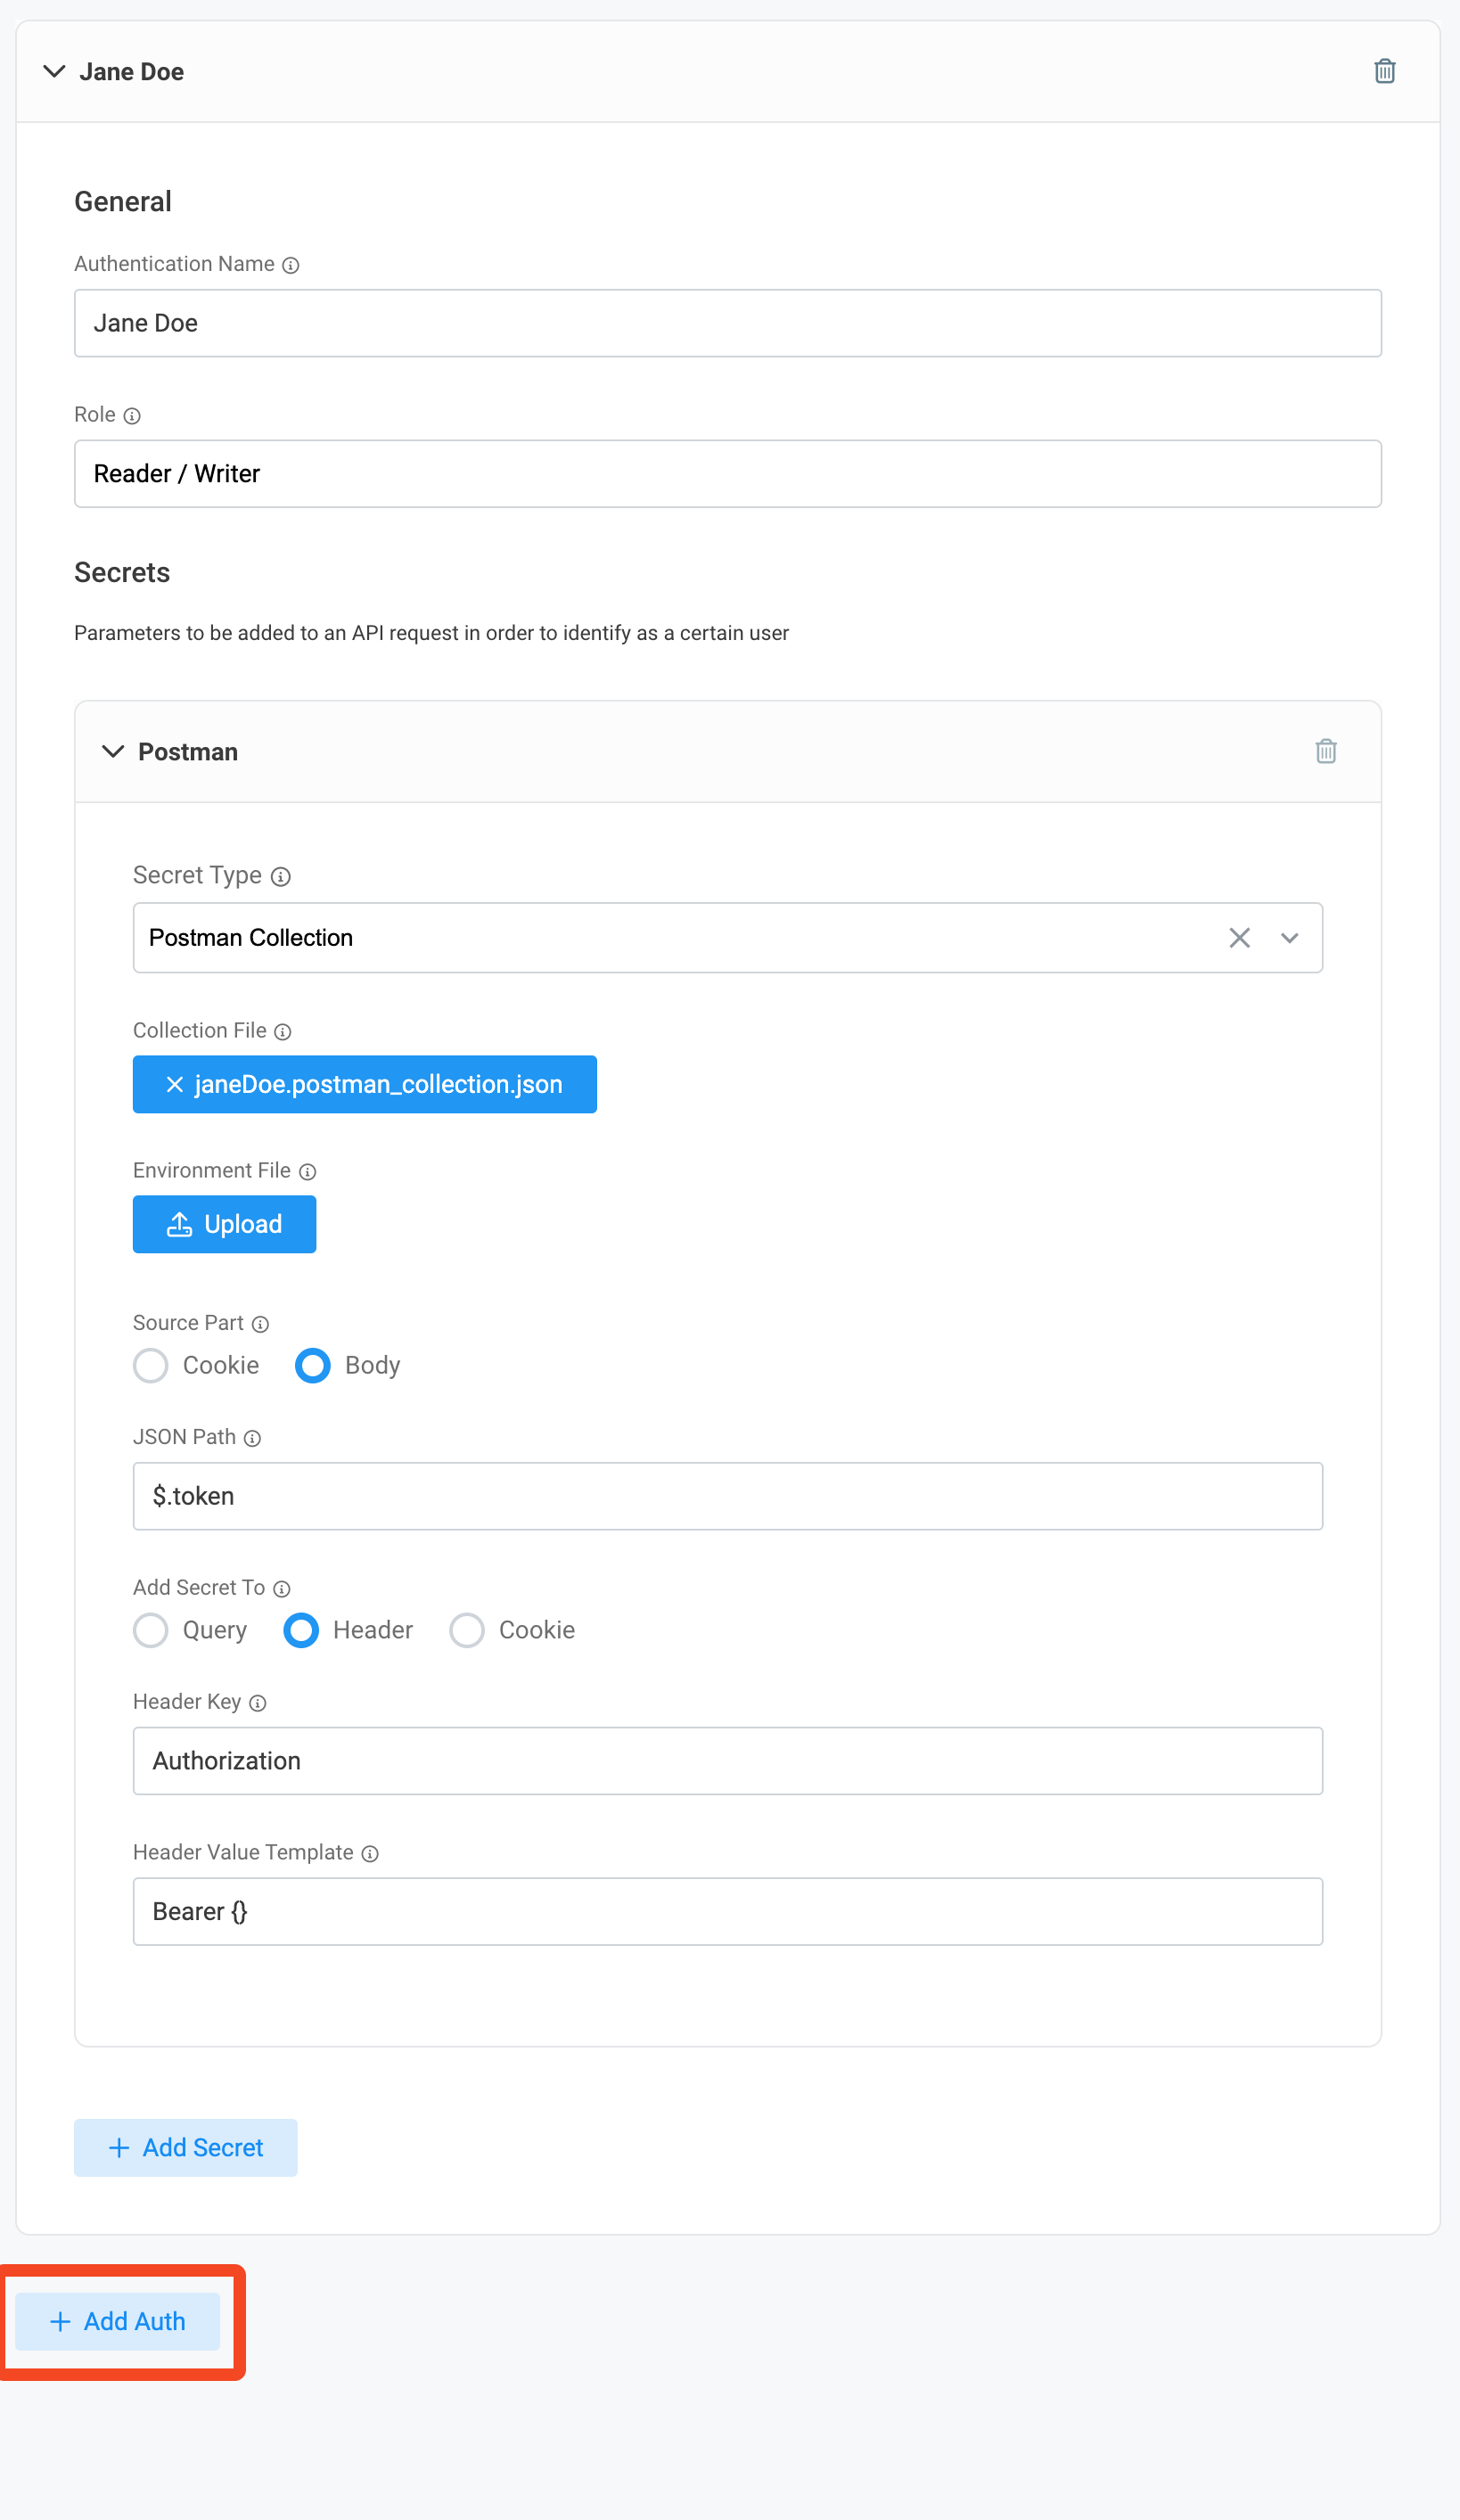 Jane Doe
General
Authentication Name
Jane Doe
Role
Reader / Writer
Secrets
Parameters to be added to an API request in order to identify as a certain user
Postman
Secret Type
Postman Collection
Collection File
janeDoe.postman_collection.json
Environment File
Upload
Source Part
Cookie Body
JSON Path
$.token
Add Secret To
Query Header Cookie
Header Key
Authorization
Header Value Template
Bearer {}
+ Add Secret
+ Add Auth